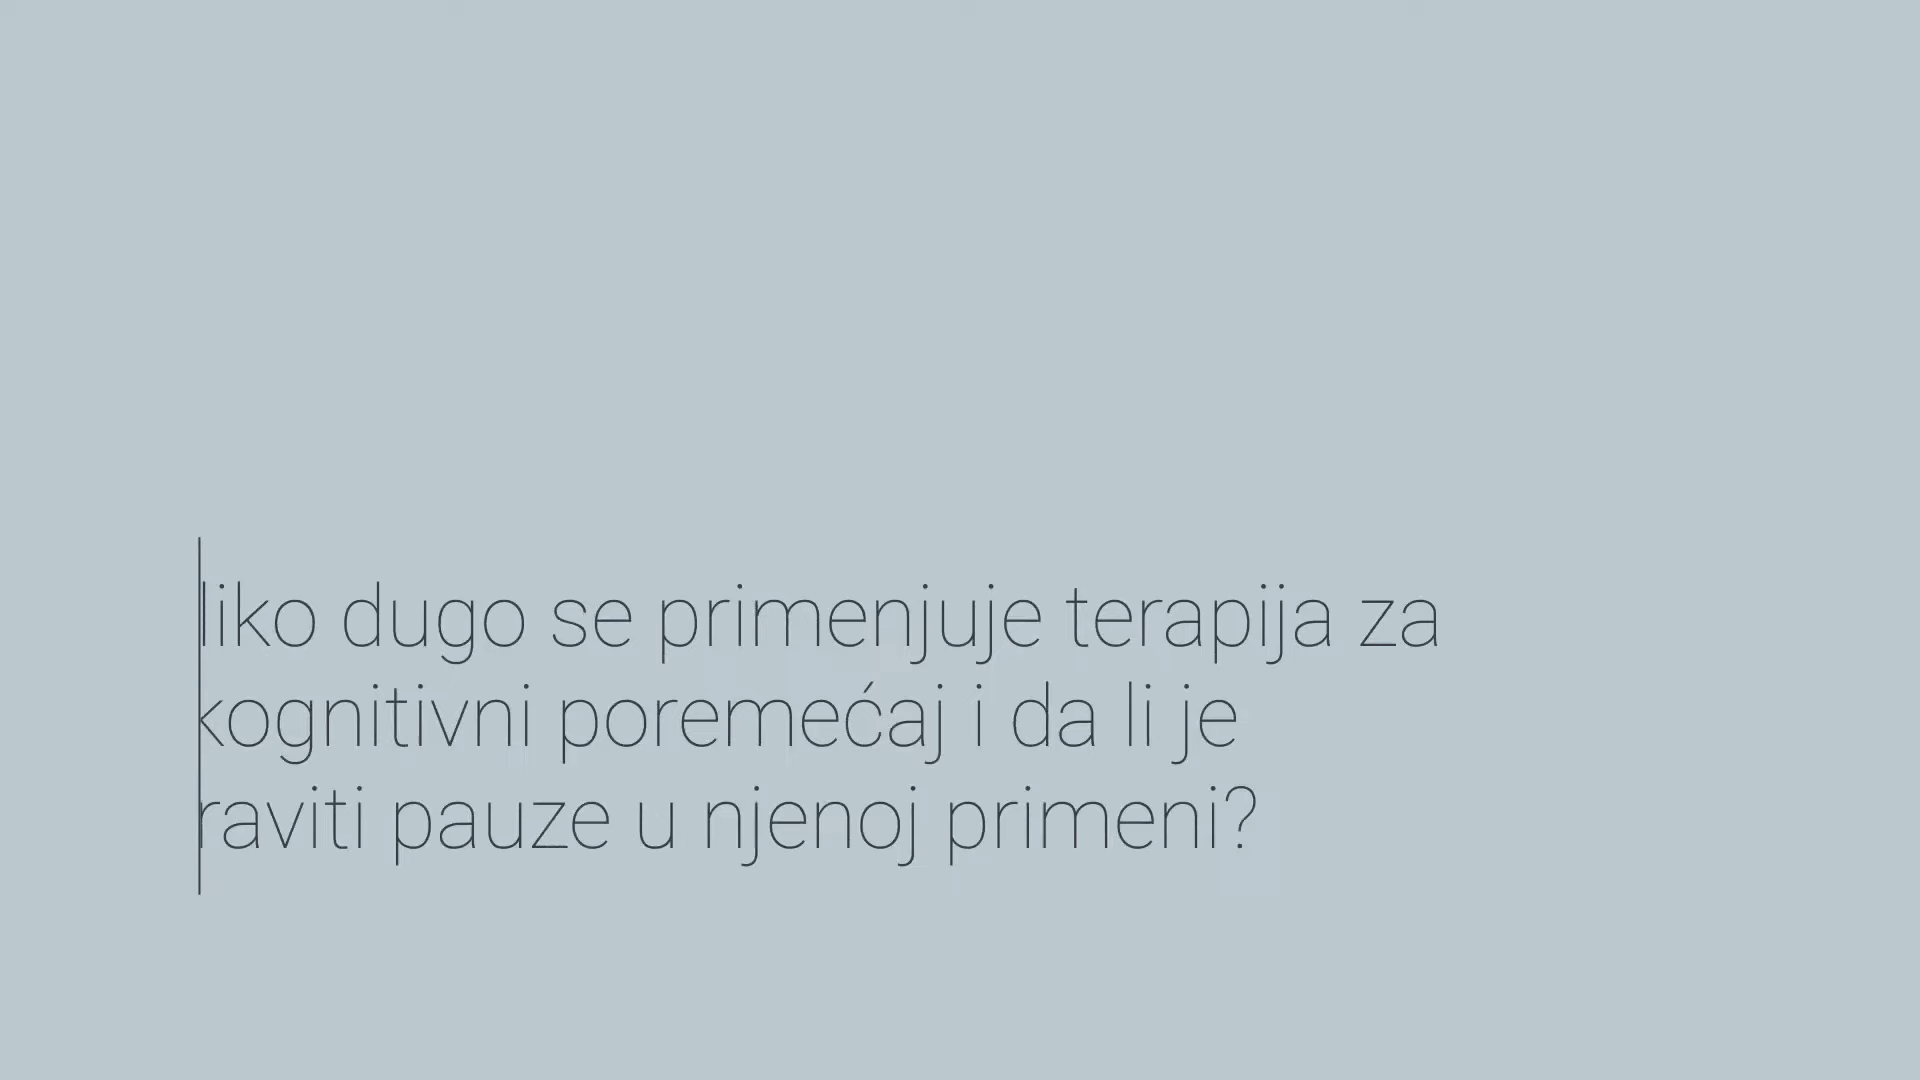 liko dugo se primenjuje terapija za
kognitivni poremećaj i da li je
raviti pauze u njenoj primeni?